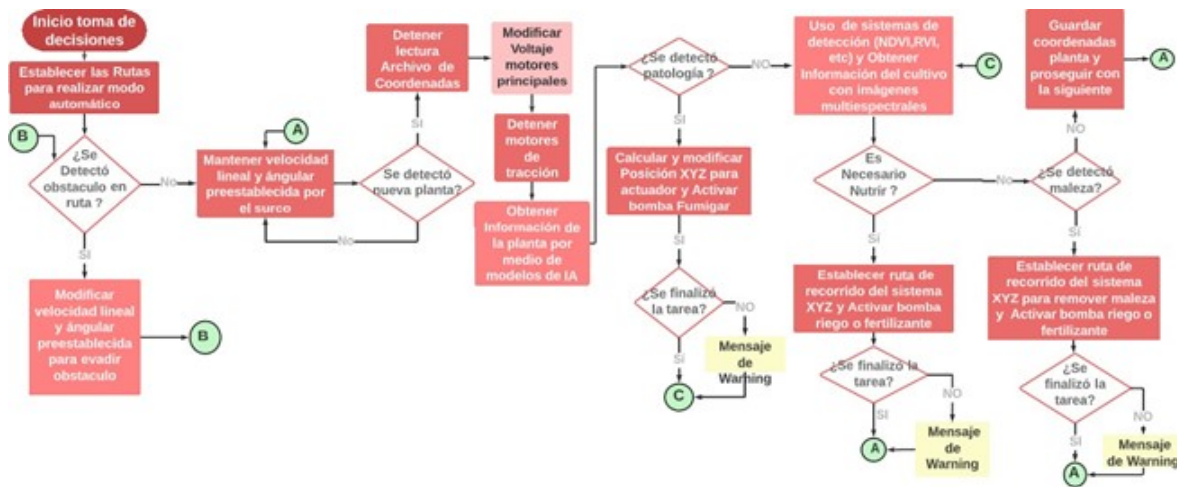 Inicio toma de
decisiones
Establecer las Rutas
para realizar modo
automático
B
¿Se
Detectó
obstaculo en
ruta ?
No
SI
Modificar
velocidad lineal
y ángular
preestablecida
para evadir
obstaculo
B
A
Mantener velocidad
lineal y ángular
preestablecida por
el surco
No
Se detectó
nueva planta?
SI
Detener
lectura
Archivo de
Coordenadas
Modificar
Voltaje
motores
principales
Detener
motores
de
tracción
Obtener
Información de
la planta por
medio de
modelos de IA
¿Se detectó
patología ?
NO
SI
Calcular y modificar
Posición XYZ para
actuador y Activar
bomba Fumigar
SI
¿Se finalizó
la tarea?
NO
Sí
Mensaje
de
Warning
C
Uso de sistemas de
detección (NDVI,RVI,
etc) y Obtener
Información del cultivo
con imágenes
multiespectrales
C
Es
Necesario
Nutrir ?
No
Sí
Establecer ruta de
recorrido del sistema
XYZ y Activar bomba
riego o fertilizante
¿Se finalizó la
tarea?
NO
SI
Mensaje
de
Warning
A
Guardar
coordenadas
planta y
proseguir con
la siguiente
A
NO
¿Se detectó
maleza?
Sí
Establecer ruta de
recorrido del sistema
XYZ para remover maleza
y Activar bomba riego o
fertilizante
¿Se
finalizó la
tarea?
NO
SI
Mensaje
de Warning
A